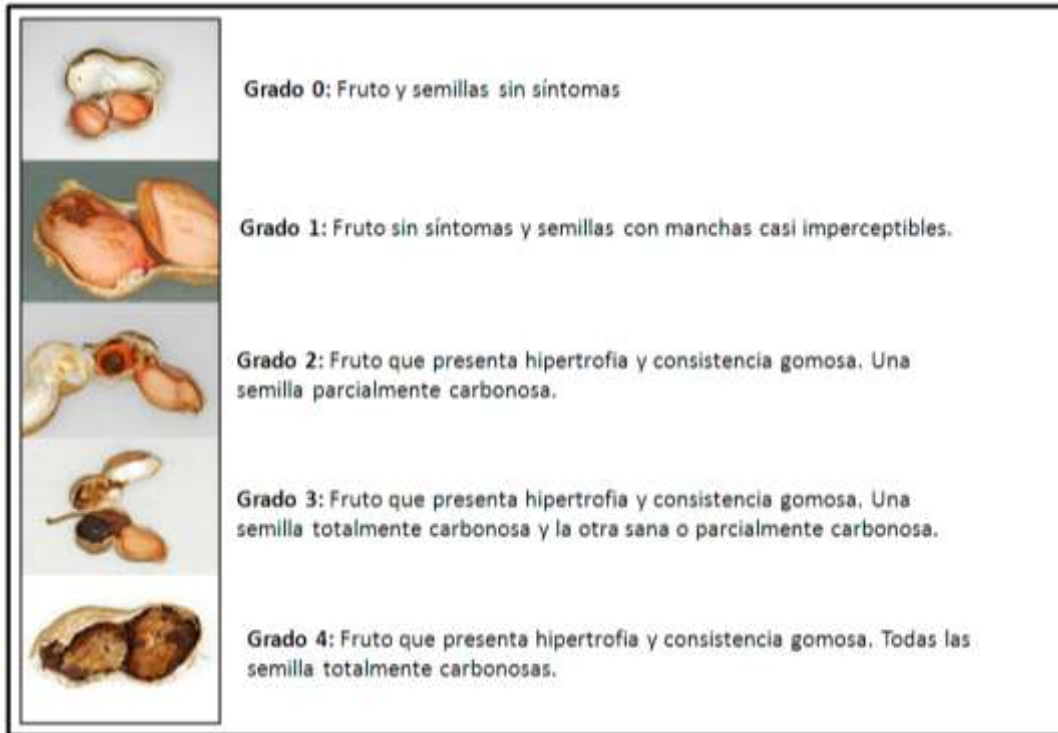 Grado 0: Fruto y semillas sin síntomas
Grado 1: Fruto sin síntomas y semillas con manchas casi imperceptibles.
Grado 2: Fruto que presenta hipertrofia y consistencia gomosa. Una
semilla parcialmente carbonosa.
Grado 3: Fruto que presenta hipertrofia y consistencia gomosa. Una
semilla totalmente carbonosa y la otra sana o parcialmente carbonosa.
Grado 4: Fruto que presenta hipertrofia y consistencia gomosa. Todas las
semilla totalmente carbonosas.